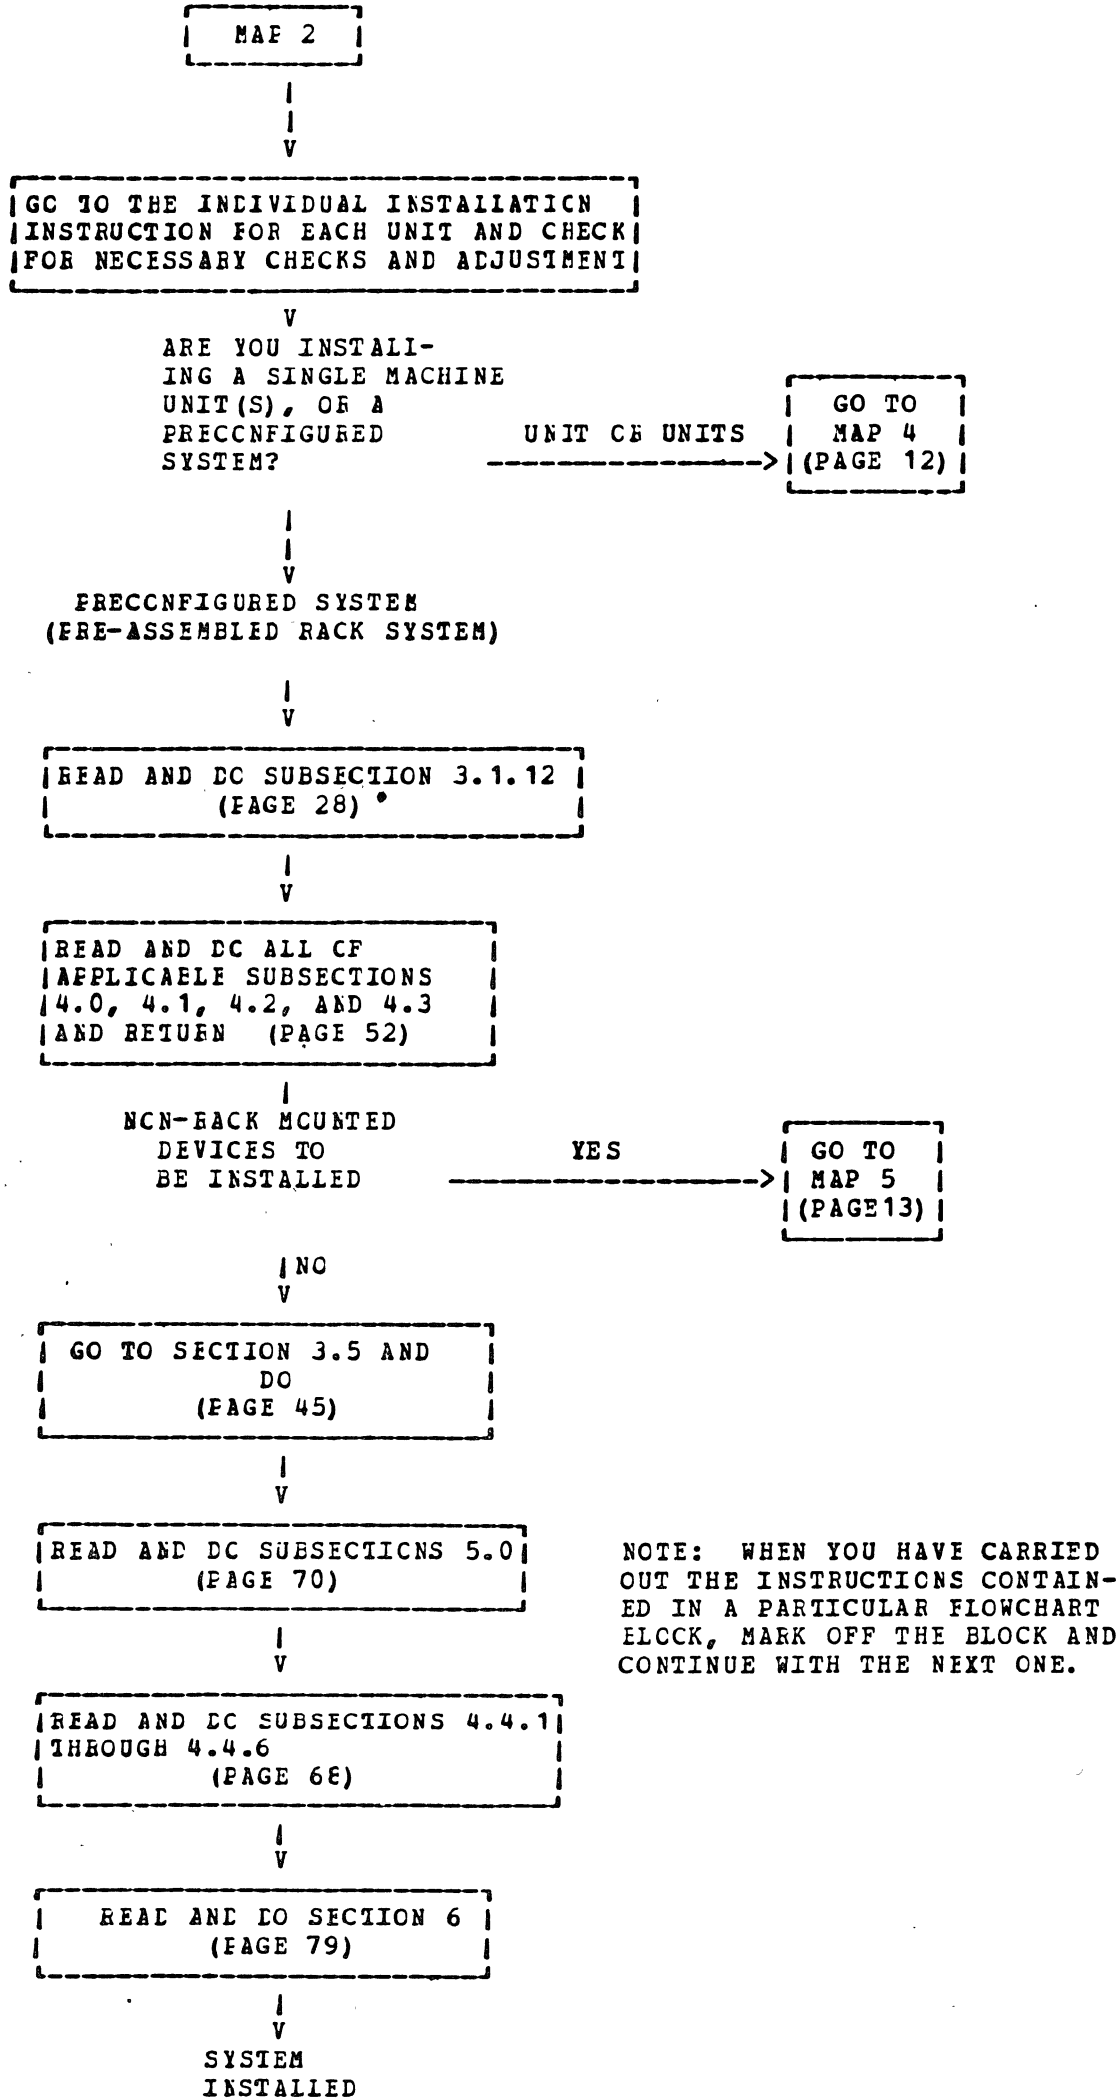 MAP 2
GO TO THE INDIVIDUAL INSTALLATION
INSTRUCTION FOR EACH UNIT AND CHECK
FOR NECESSARY CHECKS AND ADJUSTMENT
V
ARE YOU INSTALL-
ING A SINGLE MACHINE
UNIT(S), OR A
PRECONFIGURED
SYSTEM?
UNIT OR UNITS
GO TO
MAP 4
(PAGE 12)
PRECONFIGURED SYSTEM
(PRE-ASSEMBLED RACK SYSTEM)
READ AND DO SUBSECTION 3.1.12
(PAGE 28)
READ AND DO ALL OF
APPLICABLE SUBSECTIONS
4.0, 4.1, 4.2, AND 4.3
AND RETURN (PAGE 52)
NON-RACK MOUNTED
DEVICES TO
BE INSTALLED
YES
GO TO
MAP 5
(PAGE13)
NO
GO TO SECTION 3.5 AND
DO
(PAGE 45)
READ AND DO SUBSECTIONS 5.0
(PAGE 70)
NOTE: WHEN YOU HAVE CARRIED
OUT THE INSTRUCTIONS CONTAIN-
ED IN A PARTICULAR FLOWCHART
BLOCK, MARK OFF THE BLOCK AND
CONTINUE WITH THE NEXT ONE.
READ AND DO SUBSECTIONS 4.4.1
THROUGH 4.4.6
(PAGE 68)
READ AND DO SECTION 6
(PAGE 79)
SYSTEM
INSTALLED